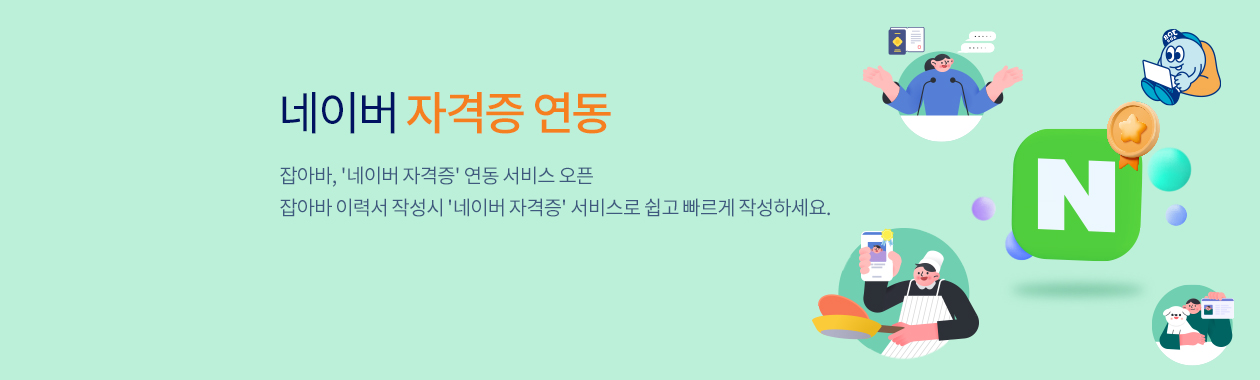 네이버 자격증 연동
잡아바, '네이버 자격증' 연동 서비스 오픈
잡아바 이력서 작성시 '네이버 자격증' 서비스로 쉽고 빠르게 작성하세요.
N